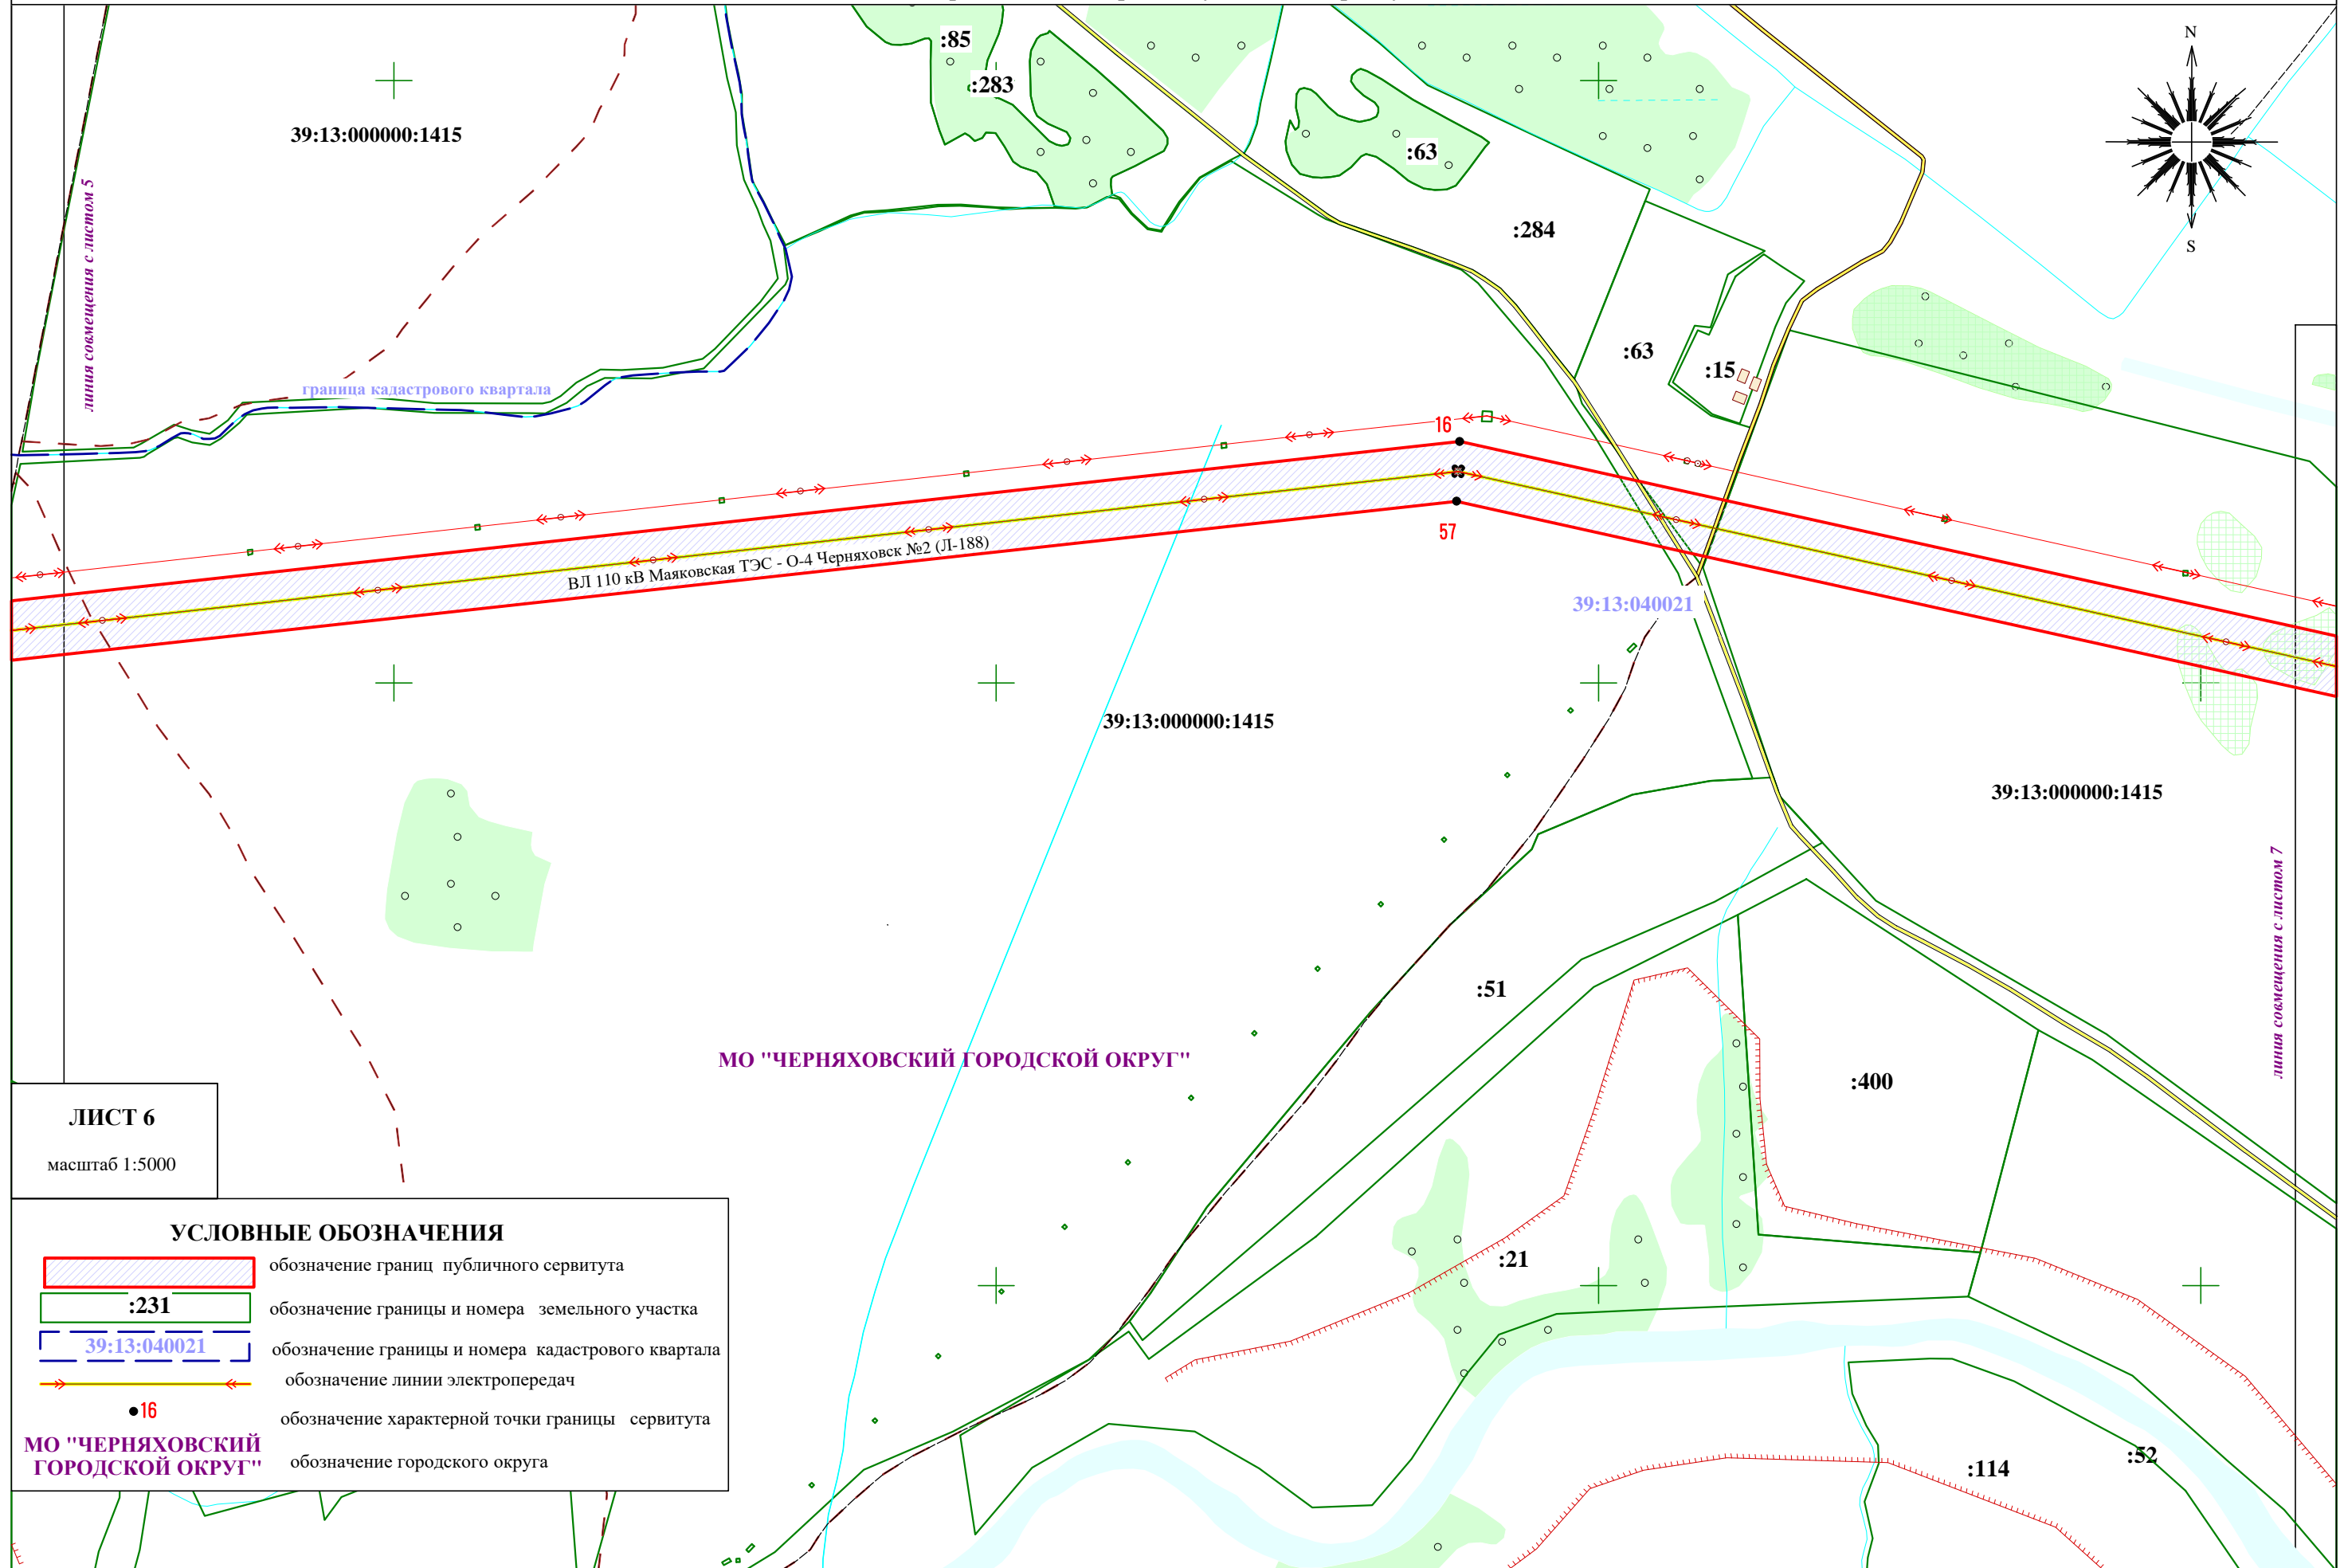 :85
N
:283
39:13:000000:1415
:63
линия совмещения с листом 5
:284
S
:63
:15
граница кадастрового квартала
16
57
ВЛ 110 кВ Маяковская ТЭС - О-4 Черняховск №2 (Л-188)
39:13:040021
39:13:000000:1415
39:13:000000:1415
линия совмещения с листом 7
:51
МО "ЧЕРНЯХОВСКИЙ ГОРОДСКОЙ ОКРУГ"
:400
ЛИСТ 6
масштаб 1:5000
:21
УСЛОВНЫЕ ОБОЗНАЧЕНИЯ
обозначение границ публичного сервитута
:231
обозначение границы и номера земельного участка
39:13:040021
обозначение границы и номера кадастрового квартала
обозначение линии электропередач
16
обозначение характерной точки границы сервитута
МО "ЧЕРНЯХОВСКИЙ
ГОРОДСКОЙ ОКРУГ"
обозначение городского округа
:52
:114